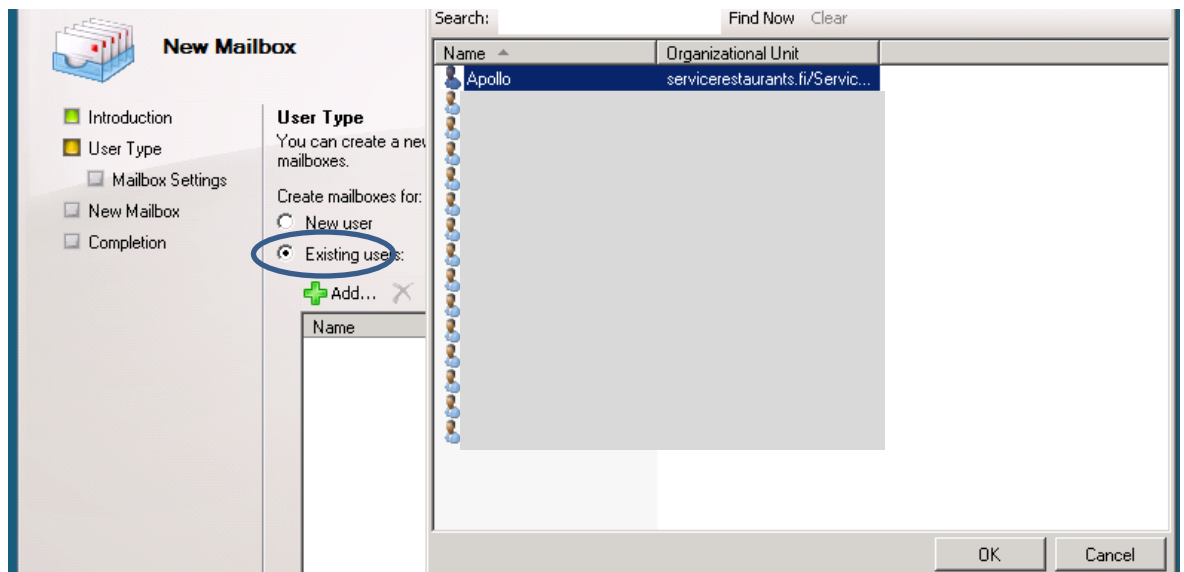 New Mailbox
Introduction
User Type
Mailbox Settings
New Mailbox
Completion
User Type
You can create a new
mailboxes.
Create mailboxes for:
New user
Existing users:
Add...
Name
Search:
Find Now Clear
Name Organizational Unit
Apollo servicerestaurants.fi/Servic...
OK Cancel